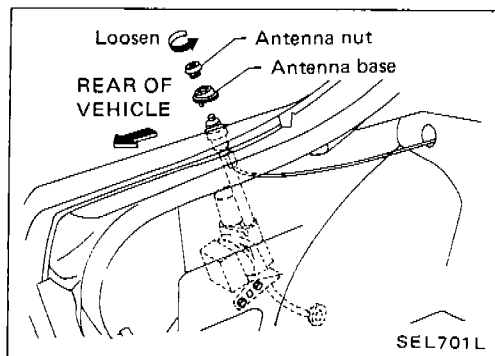 Loosen
Antenna nut
Antenna base
REAR OF
VEHICLE
SEL701L